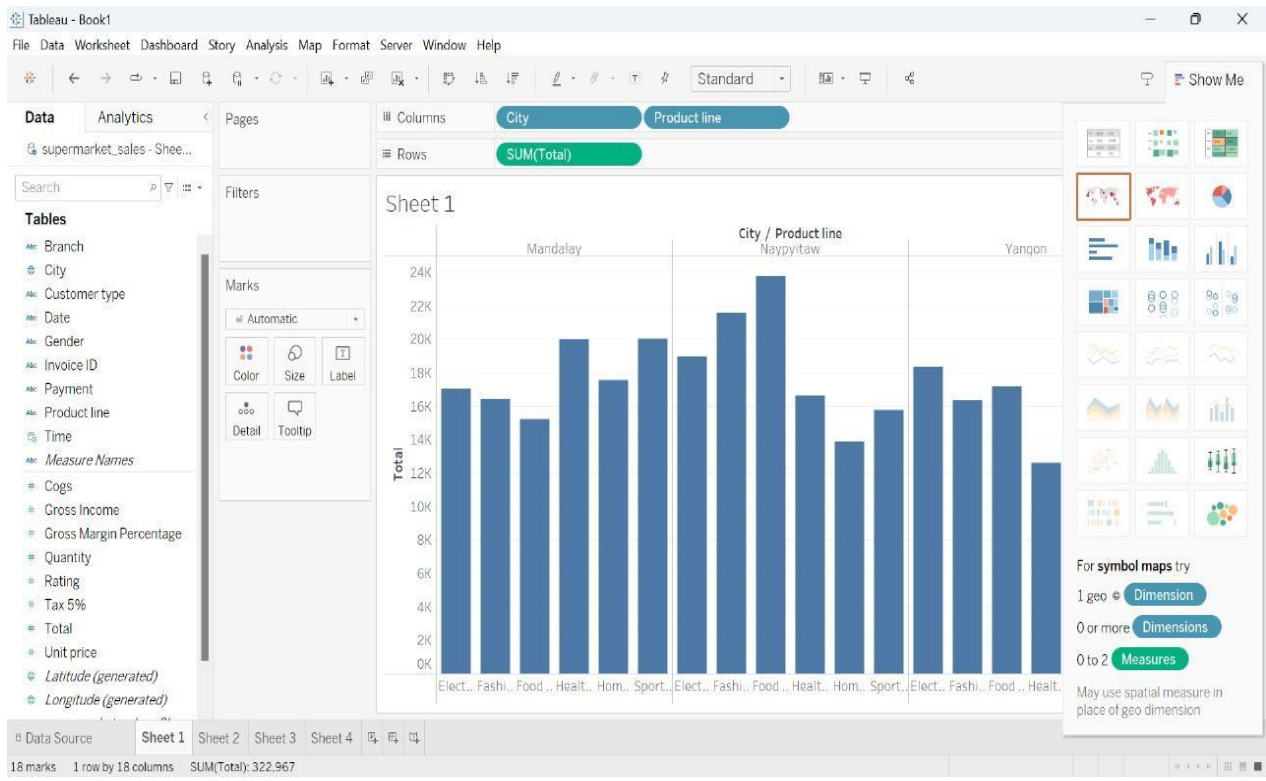 Tableau - Book1
File Data Worksheet Dashboard Story Analysis Map Format Server Window Help
Standard
Show Me
Data Analytics
supermarket_sales - Shee...
Search
Tables
Abc Branch
City
Abc Customer type
Abc Date
Abc Gender
Abc Invoice ID
Abc Payment
Abc Product line
Time
Abc Measure Names
# Cogs
# Gross Income
# Gross Margin Percentage
# Quantity
# Rating
# Tax 5%
# Total
# Unit price
Latitude (generated)
Longitude (generated)
Pages
Filters
Marks
Automatic
Color Size Label
Detail Tooltip
Columns City Product line
Rows SUM(Total)
Sheet 1
City / Product line
Mandalay Naypyitaw Yangon
Total
24K
22K
20K
18K
16K
14K
12K
10K
8K
6K
4K
2K
0K
Elect.. Fashi.. Food .. Healt.. Hom.. Sport.. Elect.. Fashi.. Food .. Healt.. Hom.. Sport.. Elect.. Fashi.. Food .. Healt.
For symbol maps try
1 geo Dimension
0 or more Dimensions
0 to 2 Measures
May use spatial measure in
place of geo dimension
Data Source Sheet 1 Sheet 2 Sheet 3 Sheet 4
18 marks 1 row by 18 columns SUM(Total): 322,967